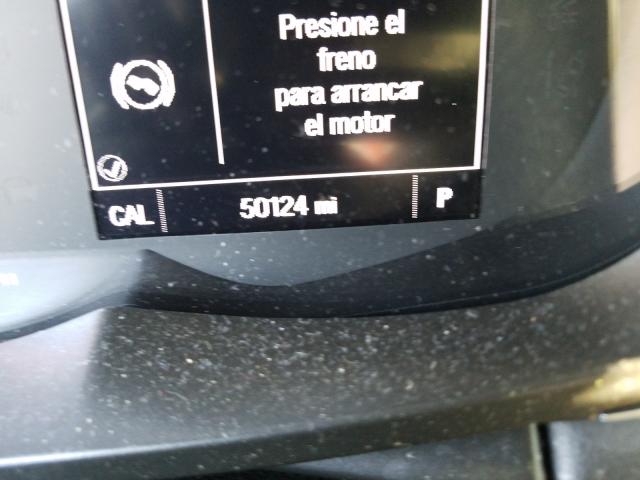 Presione el
freno
para arrancar
el motor
CAL 50124 mi P